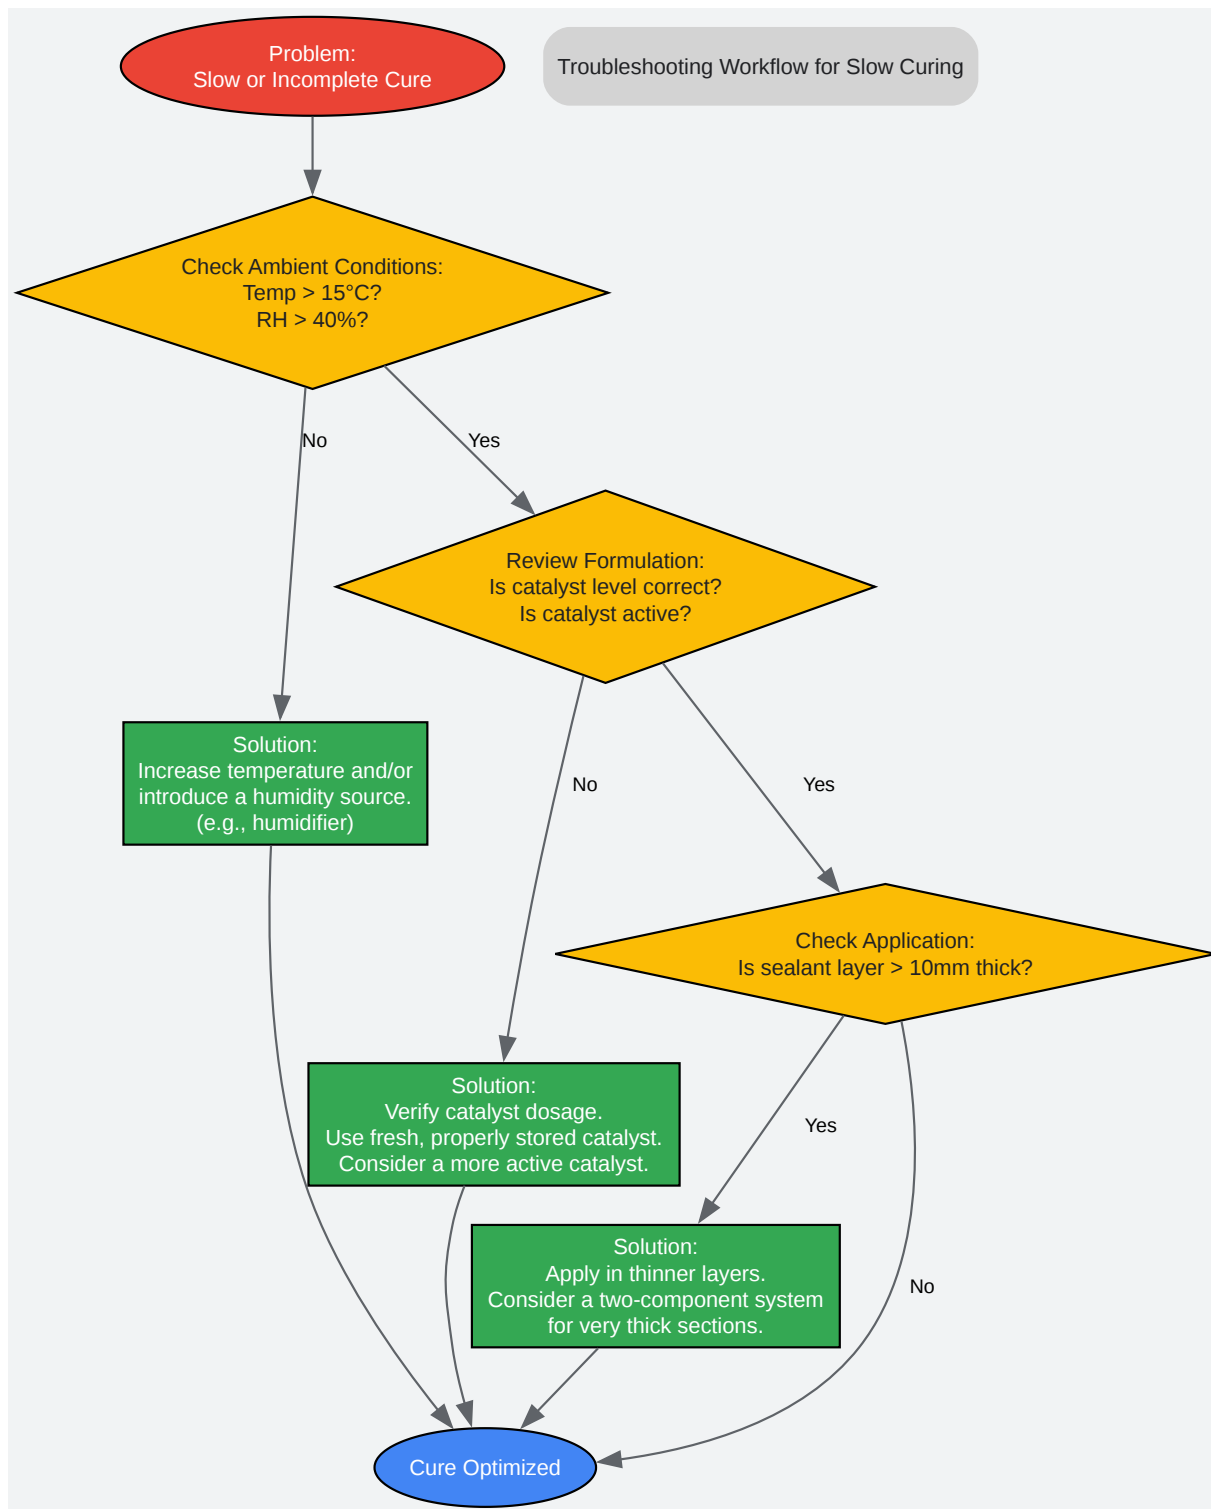 Problem:
Slow or Incomplete Cure
Troubleshooting Workflow for Slow Curing
Check Ambient Conditions:
Temp > 15°C?
RH > 40%?
No
Yes
Review Formulation:
Is catalyst level correct?
Is catalyst active?
Solution:
Increase temperature and/or
introduce a humidity source.
(e.g., humidifier)
No
Yes
Check Application:
Is sealant layer > 10mm thick?
Solution:
Verify catalyst dosage.
Use fresh, properly stored catalyst.
Consider a more active catalyst.
Yes
Solution:
Apply in thinner layers.
Consider a two-component system
for very thick sections.
No
Cure Optimized